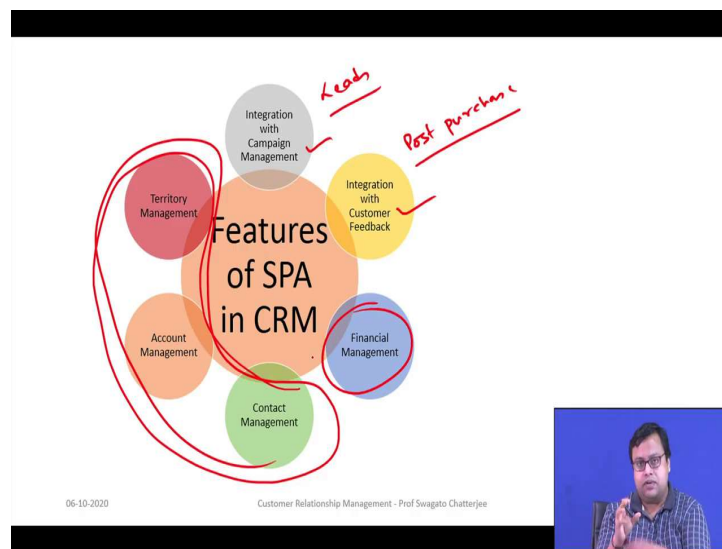 Leads
Integration
with
Campaign
Management
Post purchase
Integration
with
Customer
Feedback
Territory
Management
Features
of SPA
in CRM
Account
Management
Financial
Management
Contact
Management
06-10-2020
Customer Relationship Management - Prof Swagato Chatterjee